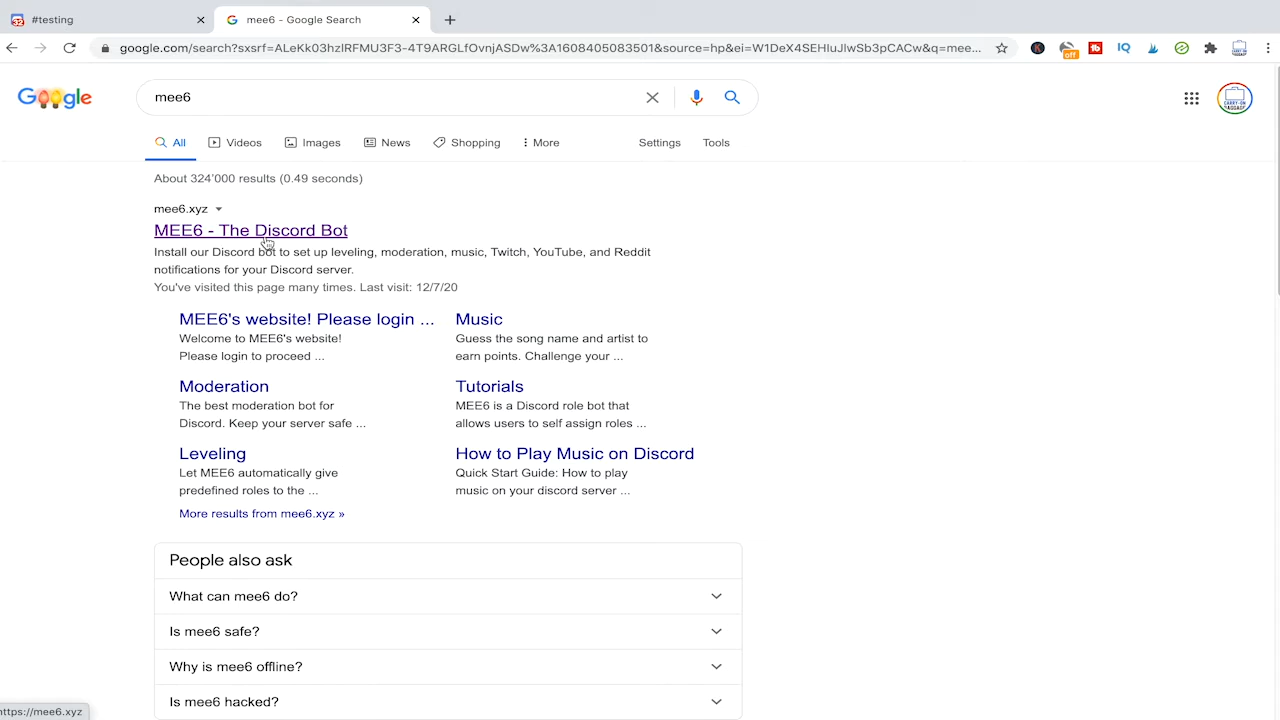 #testing
mee6 - Google Search
google.com/search?sxsrf=ALeKk03hzlRFMU3F3-4T9ARGLfOvnjASDw%3A1608405083501&source=hp&ei=W1DeX4SEHIuJlwSb3pCACw&q=mee...
off
IQ
Google
mee6
CARRY-ON
BAGGAGE
All
Videos
Images
News
Shopping
More
Settings
Tools
About 324'000 results (0.49 seconds)
mee6.xyz
MEE6 - The Discord Bot
Install our Discord bot to set up leveling, moderation, music, Twitch, YouTube, and Reddit
notifications for your Discord server.
You've visited this page many times. Last visit: 12/7/20
MEE6's website! Please login ...
Welcome to MEE6's website!
Please login to proceed ...
Music
Guess the song name and artist to
earn points. Challenge your ...
Moderation
The best moderation bot for
Discord. Keep your server safe ...
Tutorials
MEE6 is a Discord role bot that
allows users to self assign roles ...
Leveling
Let MEE6 automatically give
predefined roles to the ...
How to Play Music on Discord
Quick Start Guide: How to play
music on your discord server ...
More results from mee6.xyz »
People also ask
What can mee6 do?
Is mee6 safe?
Why is mee6 offline?
Is mee6 hacked?
https://mee6.xyz